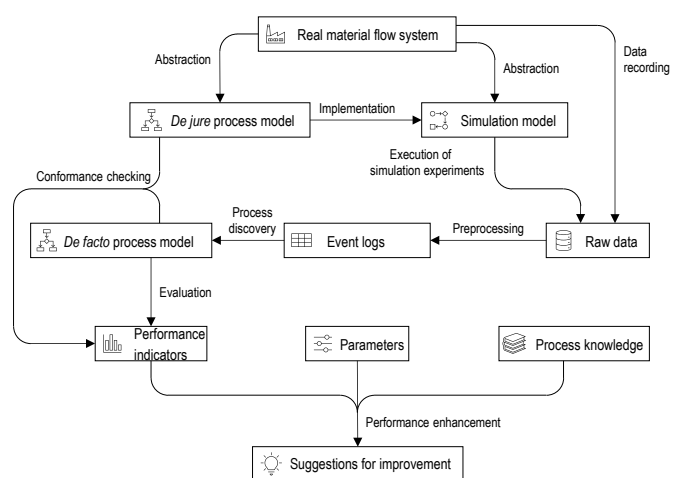 Real material flow system
Abstraction
Abstraction
Data
recording
De jure process model
Implementation
Simulation model
Conformance checking
Execution of
simulation experiments
De facto process model
Process
discovery
Event logs
Preprocessing
Raw data
Evaluation
Performance
indicators
Parameters
Process knowledge
Performance enhancement
Suggestions for improvement